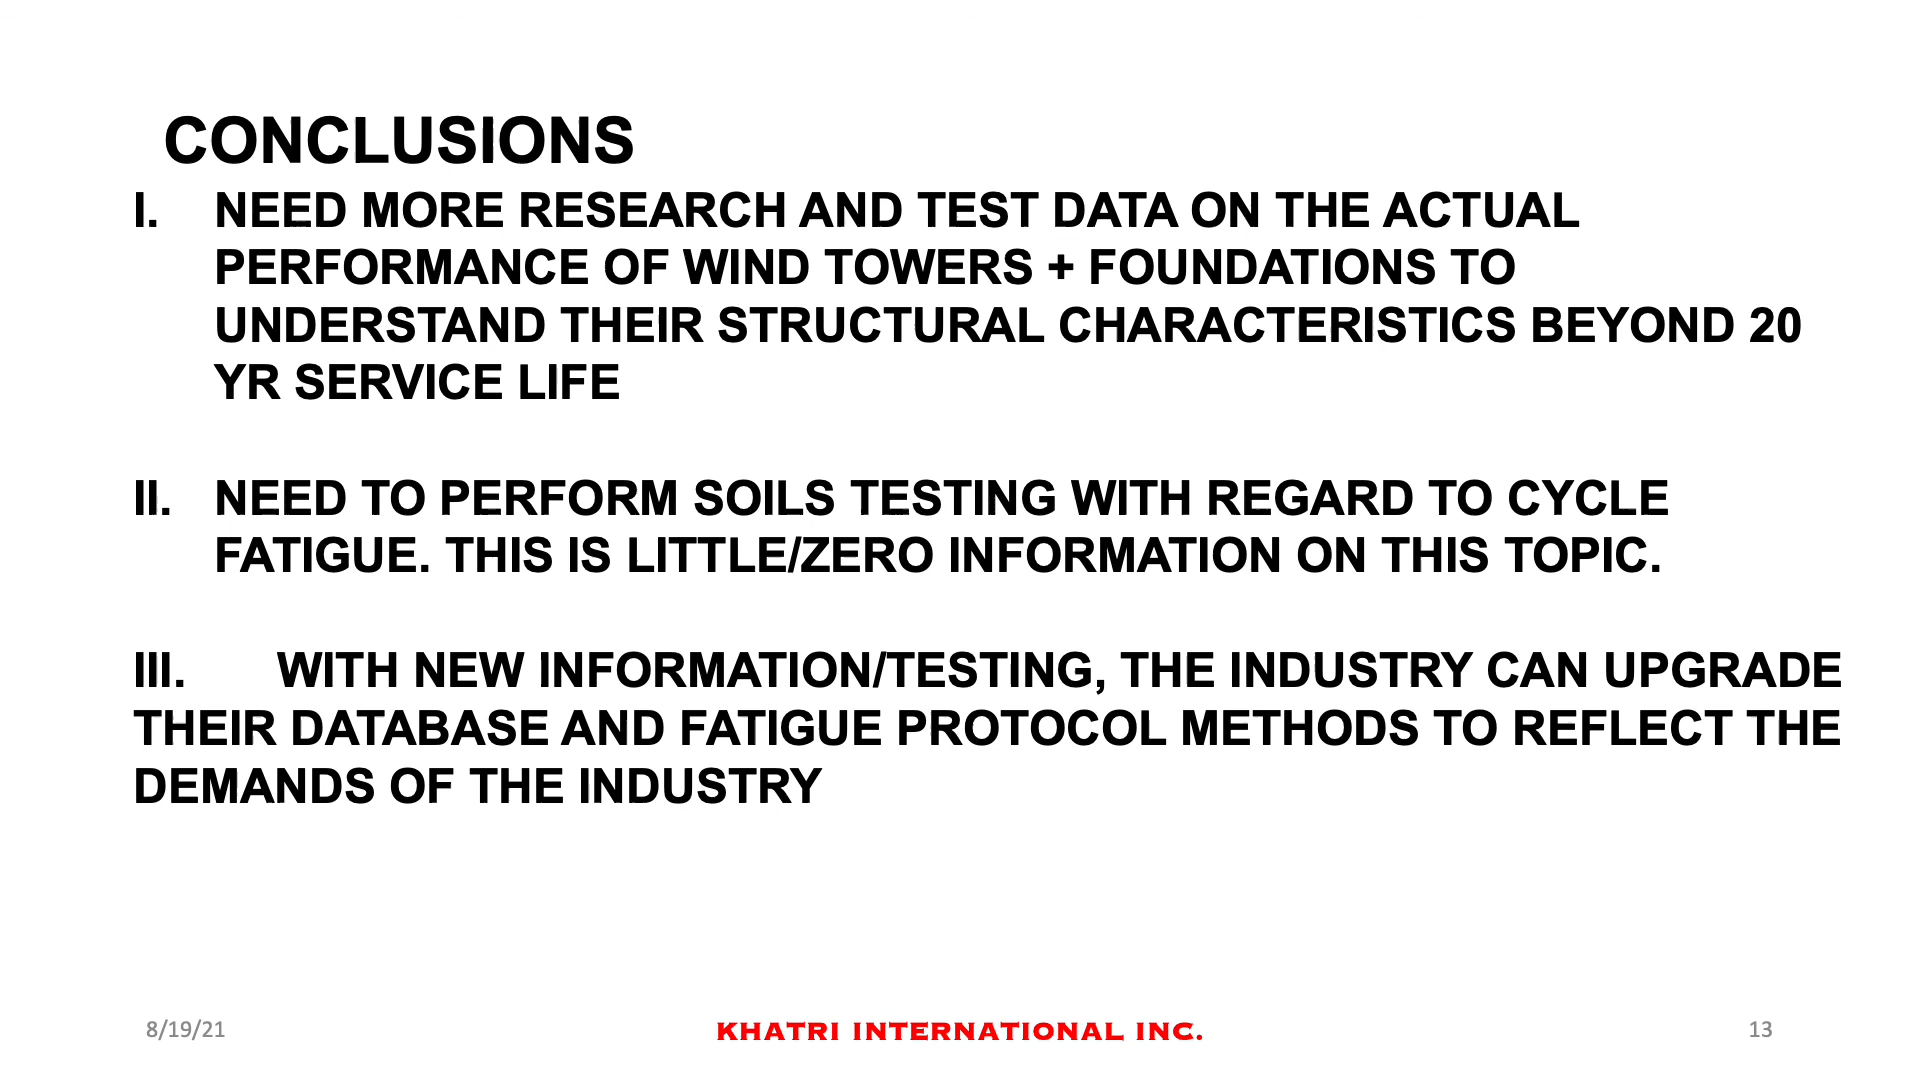 CONCLUSIONS
I. NEED MORE RESEARCH AND TEST DATA ON THE ACTUAL
PERFORMANCE OF WIND TOWERS + FOUNDATIONS TO
UNDERSTAND THEIR STRUCTURAL CHARACTERISTICS BEYOND 20
YR SERVICE LIFE
II. NEED TO PERFORM SOILS TESTING WITH REGARD TO CYCLE
FATIGUE. THIS IS LITTLE/ZERO INFORMATION ON THIS TOPIC.
III. WITH NEW INFORMATION/TESTING, THE INDUSTRY CAN UPGRADE
THEIR DATABASE AND FATIGUE PROTOCOL METHODS TO REFLECT THE
DEMANDS OF THE INDUSTRY
8/19/21
KHATRI INTERNATIONAL INC.
13